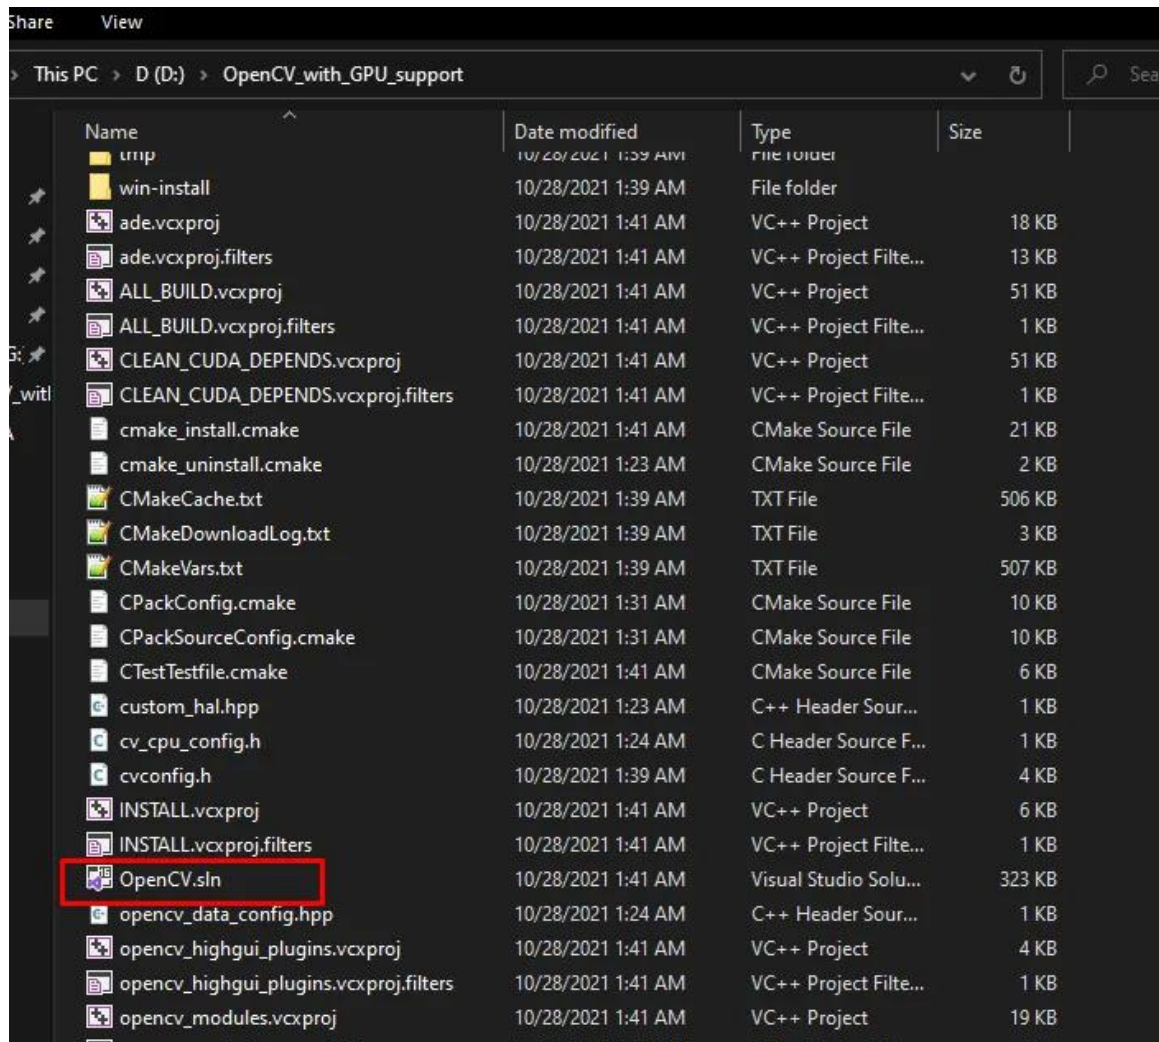 Share View
This PC > D (D:) > OpenCV_with_GPU_support
Name Date modified Type Size
tmp 10/28/2021 1:39 AM File folder
win-install 10/28/2021 1:39 AM File folder
ade.vcxproj 10/28/2021 1:41 AM VC++ Project 18 KB
ade.vcxproj.filters 10/28/2021 1:41 AM VC++ Project Filte... 13 KB
ALL_BUILD.vcxproj 10/28/2021 1:41 AM VC++ Project 51 KB
ALL_BUILD.vcxproj.filters 10/28/2021 1:41 AM VC++ Project Filte... 1 KB
G: CLEAN_CUDA_DEPENDS.vcxproj 10/28/2021 1:41 AM VC++ Project 51 KB
_with CLEAN_CUDA_DEPENDS.vcxproj.filters 10/28/2021 1:41 AM VC++ Project Filte... 1 KB
cmake_install.cmake 10/28/2021 1:41 AM CMake Source File 21 KB
cmake_uninstall.cmake 10/28/2021 1:23 AM CMake Source File 2 KB
CMakeCache.txt 10/28/2021 1:39 AM TXT File 506 KB
CMakeDownloadLog.txt 10/28/2021 1:39 AM TXT File 3 KB
CMakeVars.txt 10/28/2021 1:39 AM TXT File 507 KB
CPackConfig.cmake 10/28/2021 1:31 AM CMake Source File 10 KB
CPackSourceConfig.cmake 10/28/2021 1:31 AM CMake Source File 10 KB
CTestTestfile.cmake 10/28/2021 1:41 AM CMake Source File 6 KB
custom_hal.hpp 10/28/2021 1:23 AM C++ Header Sour... 1 KB
cv_cpu_config.h 10/28/2021 1:24 AM C Header Source F... 1 KB
cvconfig.h 10/28/2021 1:39 AM C Header Source F... 4 KB
INSTALL.vcxproj 10/28/2021 1:41 AM VC++ Project 6 KB
INSTALL.vcxproj.filters 10/28/2021 1:41 AM VC++ Project Filte... 1 KB
OpenCV.sln 10/28/2021 1:41 AM Visual Studio Solu... 323 KB
opencv_data_config.hpp 10/28/2021 1:24 AM C++ Header Sour... 1 KB
opencv_highgui_plugins.vcxproj 10/28/2021 1:41 AM VC++ Project 4 KB
opencv_highgui_plugins.vcxproj.filters 10/28/2021 1:41 AM VC++ Project Filte... 1 KB
opencv_modules.vcxproj 10/28/2021 1:41 AM VC++ Project 19 KB